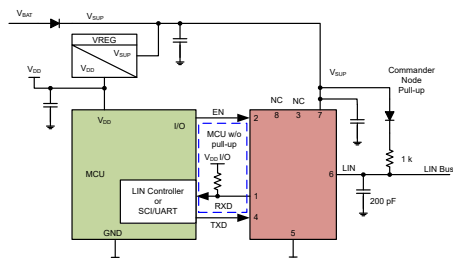 VBAT
VSUP
VREG
VSUP
VDD
VDD
VSUP
Commander
Node
Pull-up
NC
NC
8
3
7
EN
2
VDD
I/O
MCU w/o
pull-up
VDD I/O
MCU
LIN Controller
or
SCI/UART
1
RXD
4
TXD
GND
5
6
LIN
1 k
LIN Bus
200 pF